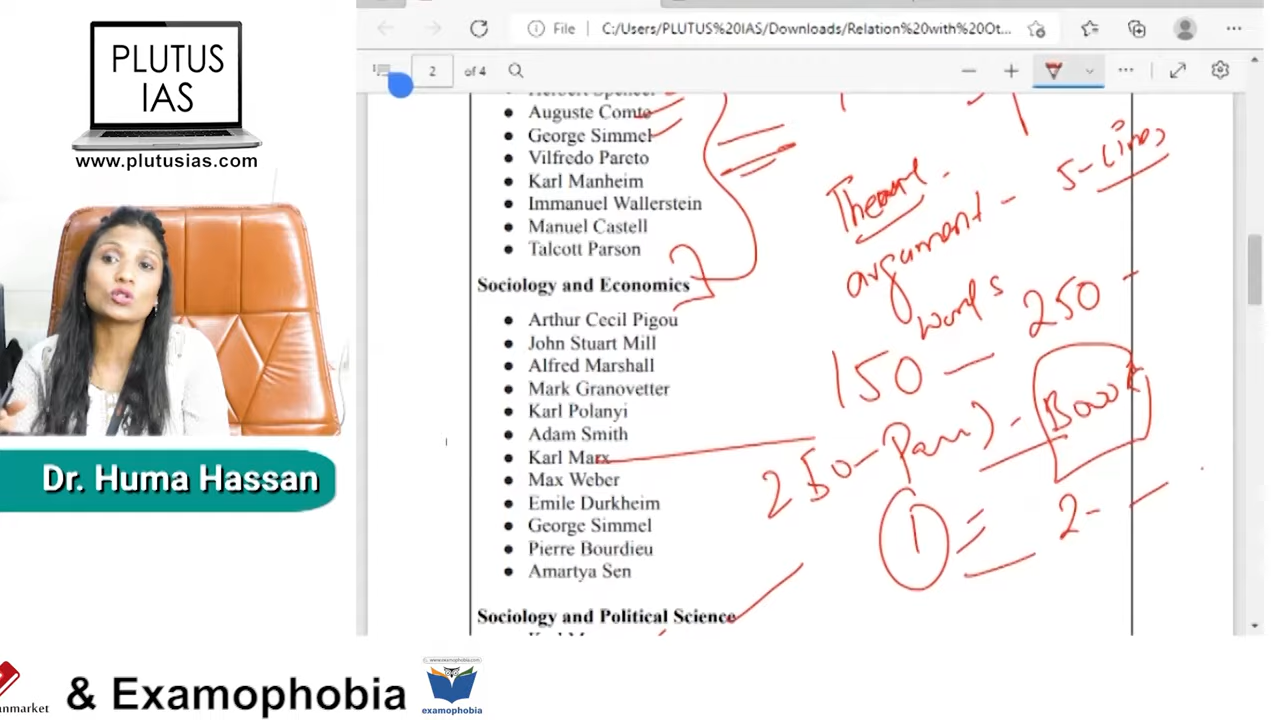 PLUTUS
IAS
www.plutusias.com
File
C:/Users/PLUTUS%20IAS/Downloads/Relation%20with%20Ot...
2
of 4
Herbert Spencer
Auguste Comte
George Simmel
Vilfredo Pareto
Karl Manheim
Immanuel Wallerstein
Manuel Castell
Talcott Parson
Sociology and Economics
Arthur Cecil Pigou
John Stuart Mill
Alfred Marshall
Mark Granovetter
Karl Polanyi
Adam Smith
Karl Marx
Max Weber
Emile Durkheim
George Simmel
Pierre Bourdieu
Amartya Sen
Sociology and Political Science
argument - 5-lines
words
150 - 250 -
Book
1
2-
Dr. Huma Hassan
& Examophobia
examophobia